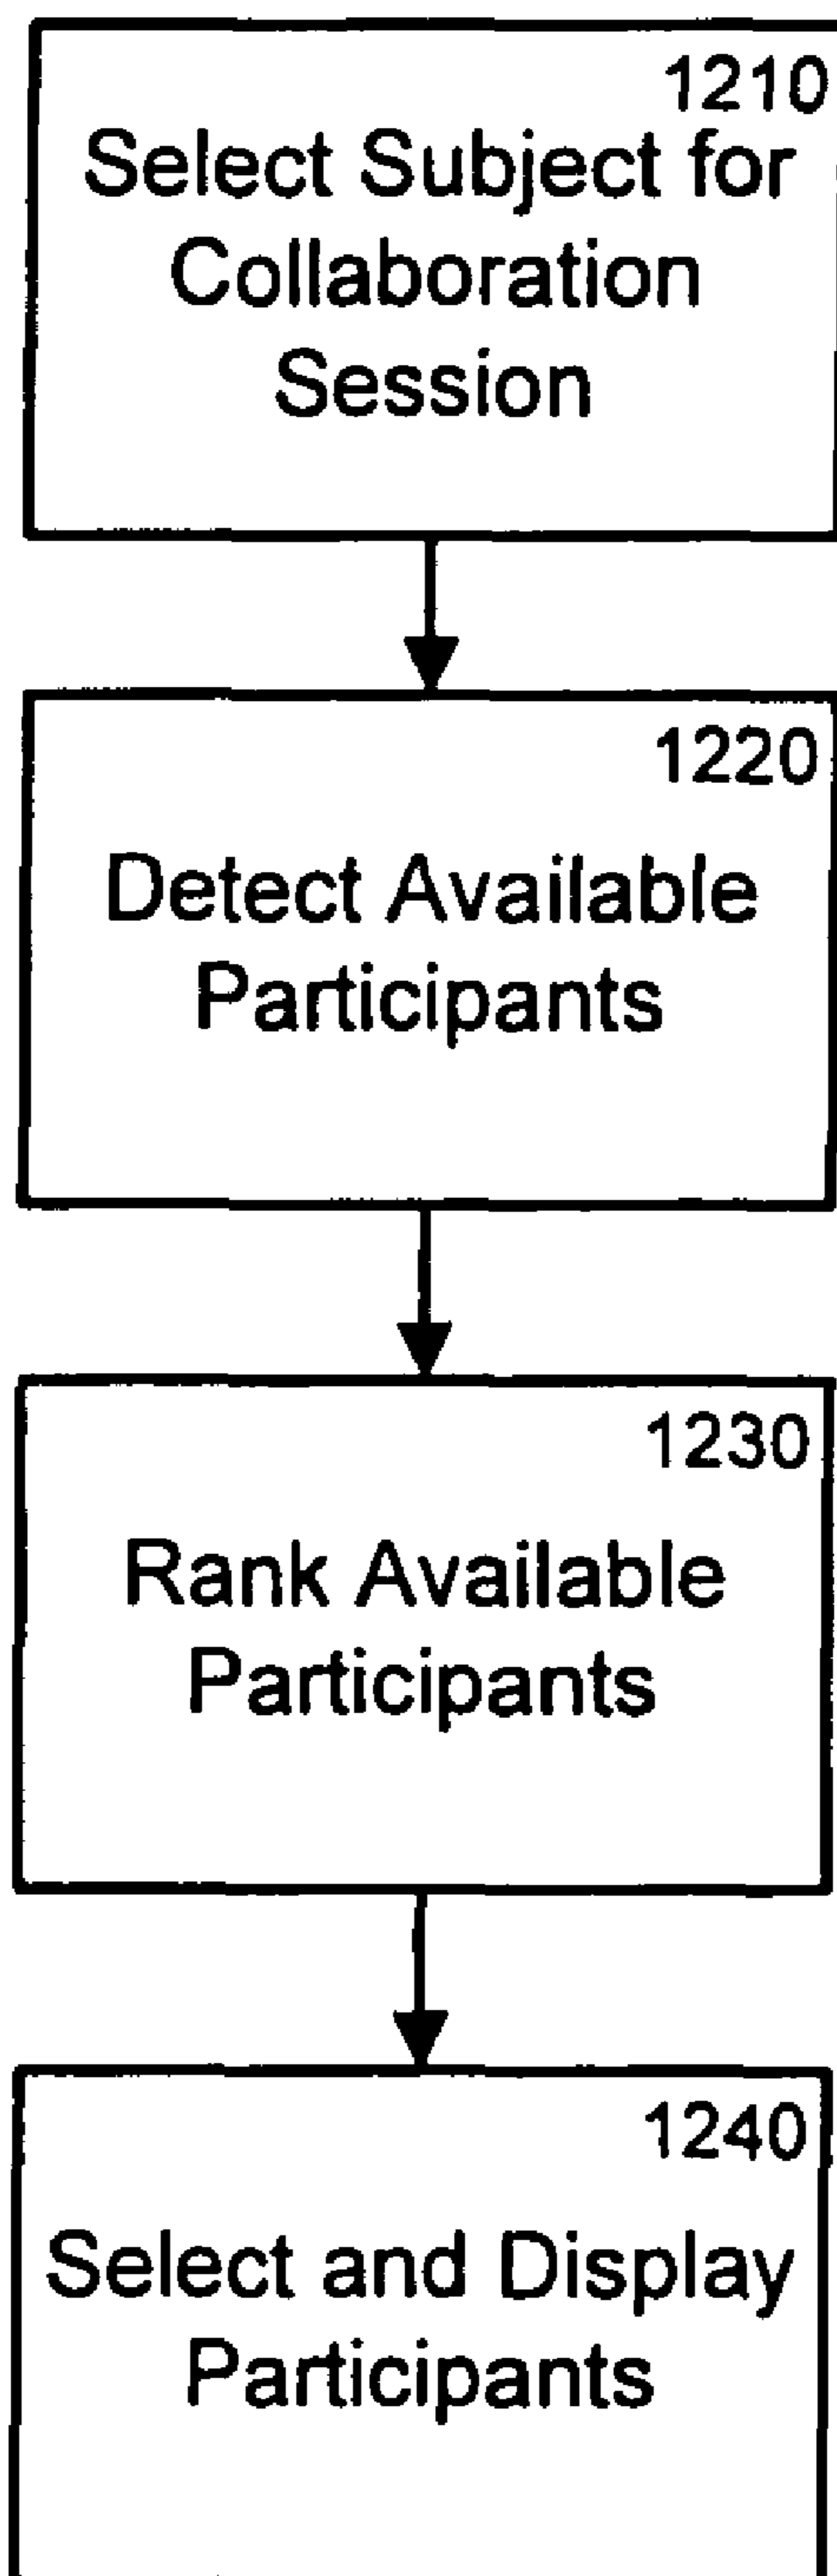 1210
Select Subject for
Collaboration
Session
1220
Detect Available
Participants
1230
Rank Available
Participants
1240
Select and Display
Participants